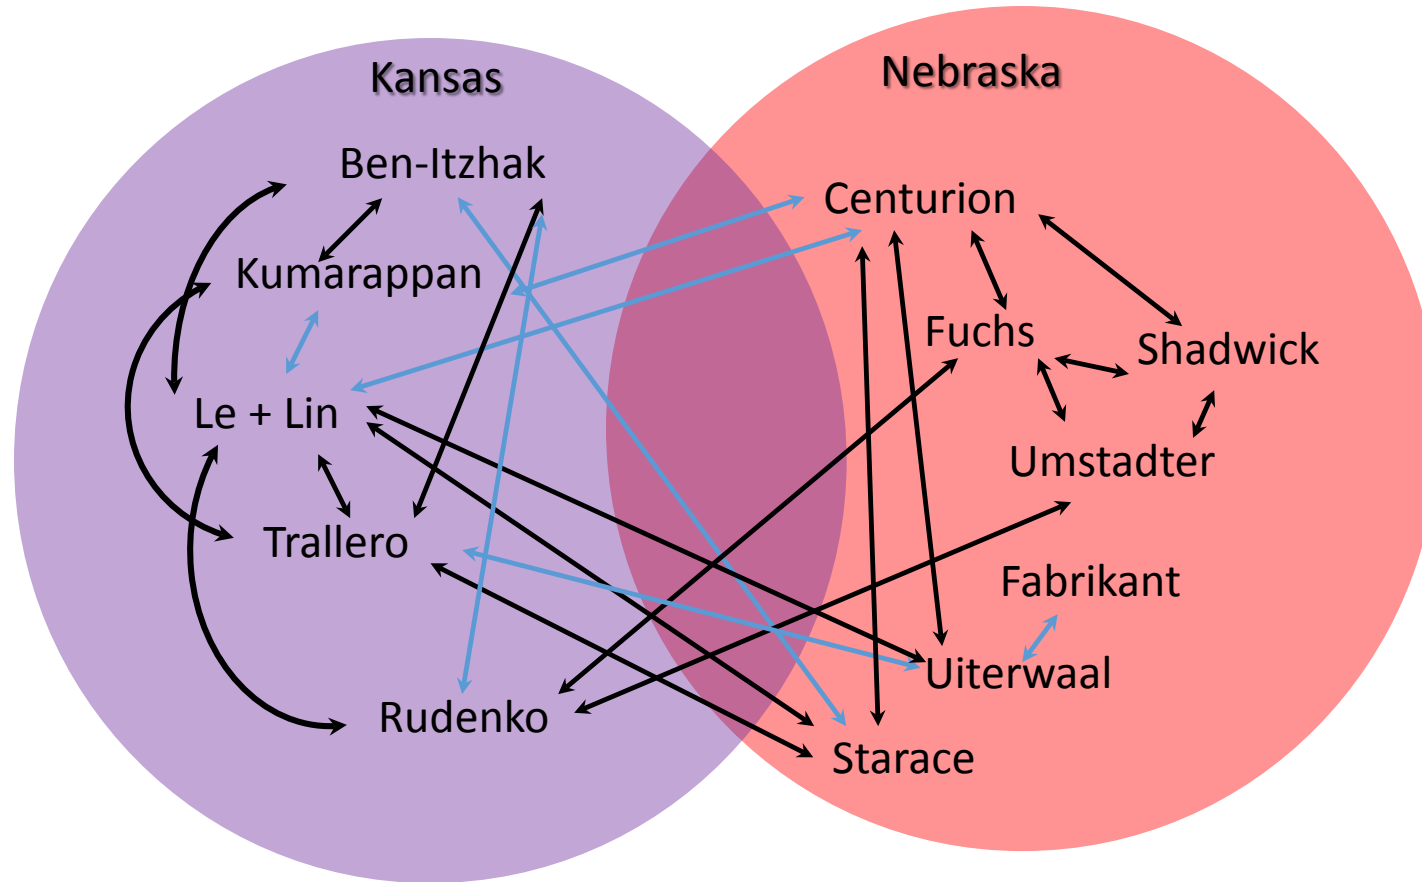 Kansas
Nebraska
Ben-Itzhak
Centurion
Kumarappan
Fuchs
Shadwick
Le + Lin
Umstadter
Trallero
Fabrikant
Uiterwaal
Rudenko
Starace